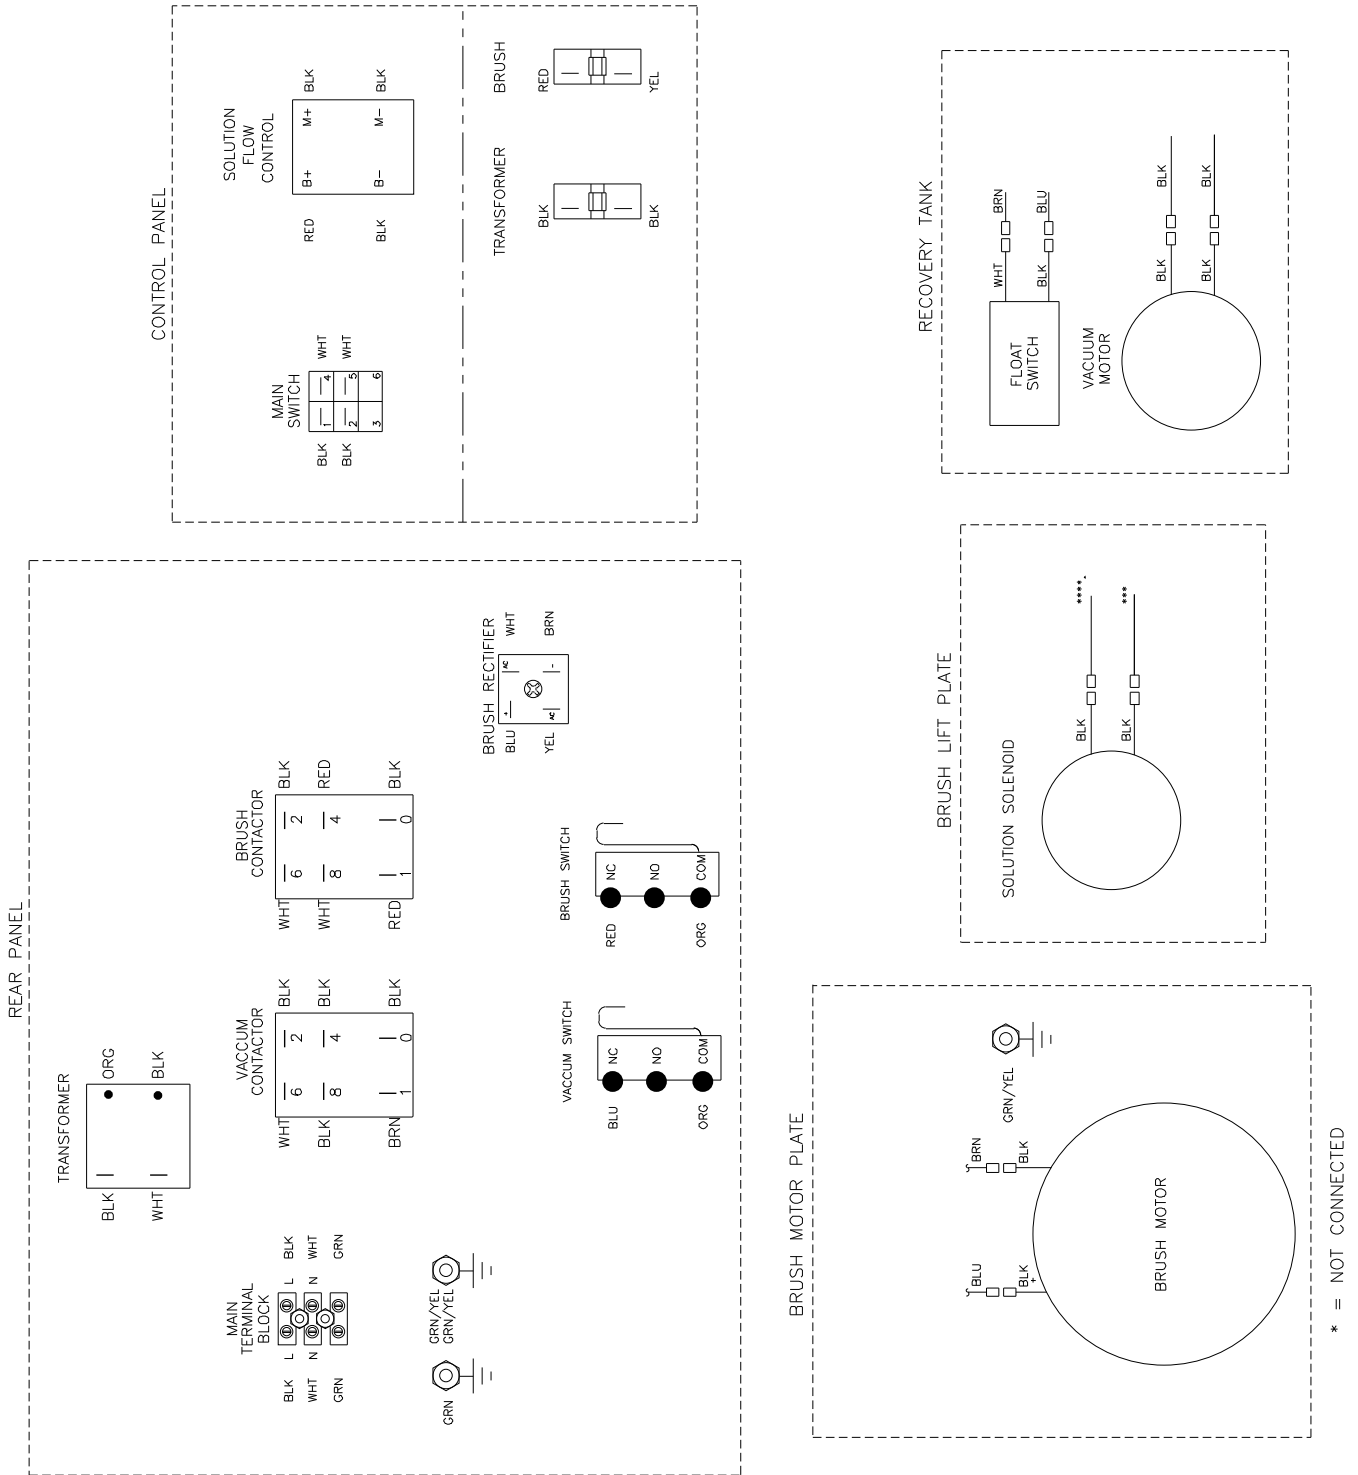 REAR PANEL
TRANSFORMER
BLK
ORG
WHT
BLK
MAIN
TERMINAL
BLOCK
BLK L
L BLK
WHT N
N WHT
GRN
GRN
VACCUM
CONTACTOR
WHT 6
2 BLK
BLK 8
4 BLK
BRN 1
0 BLK
BRUSH
CONTACTOR
WHT 6
2 BLK
WHT 8
4 RED
RED 1
0 BLK
GRN
GRN/YEL
GRN/YEL
BRUSH RECTIFIER
BLU +
AC WHT
YEL AC
- BRN
VACCUM SWITCH
BLU NC
NO
ORG COM
BRUSH SWITCH
RED NC
NO
ORG COM
CONTROL PANEL
MAIN
SWITCH
BLK 1
4 WHT
BLK 2
5 WHT
3
6
SOLUTION
FLOW
CONTROL
RED B+
M+ BLK
BLK B-
M- BLK
TRANSFORMER
BLK
BLK
BRUSH
RED
YEL
BRUSH MOTOR PLATE
BLU
BLK
+
BRN
BLK
GRN/YEL
BRUSH MOTOR
BRUSH LIFT PLATE
SOLUTION SOLENOID
BLK
****
BLK
***
RECOVERY TANK
FLOAT
SWITCH
WHT
BRN
BLK
BLU
VACUUM
MOTOR
BLK
BLK
BLK
BLK
* = NOT CONNECTED